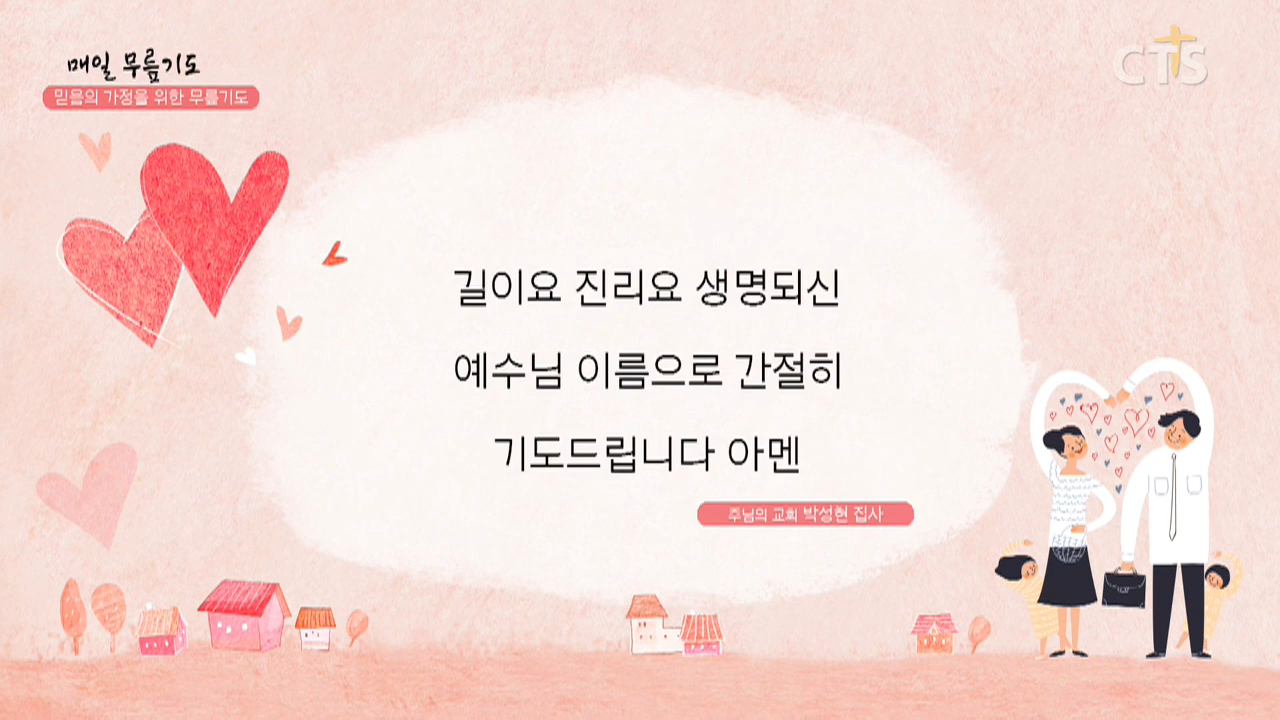 매일 무릎기도
믿음의 가정을 위한 무릎기도
CTS
길이요 진리요 생명되신
예수님 이름으로 간절히
기도드립니다 아멘
주님의 교회 박성현 집사